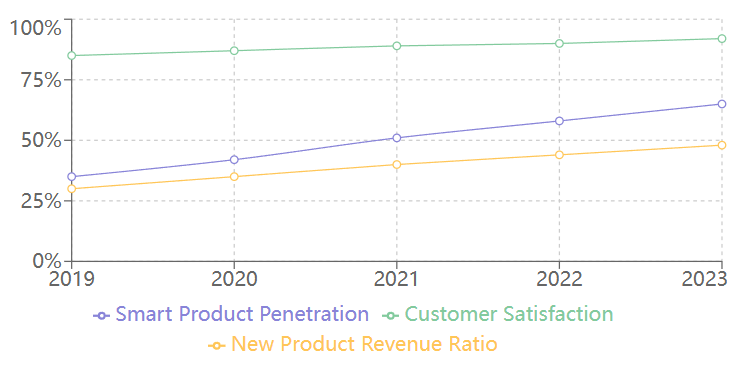 100%
75%
50%
25%
0%
2019 2020 2021 2022 2023
Smart Product Penetration Customer Satisfaction
New Product Revenue Ratio